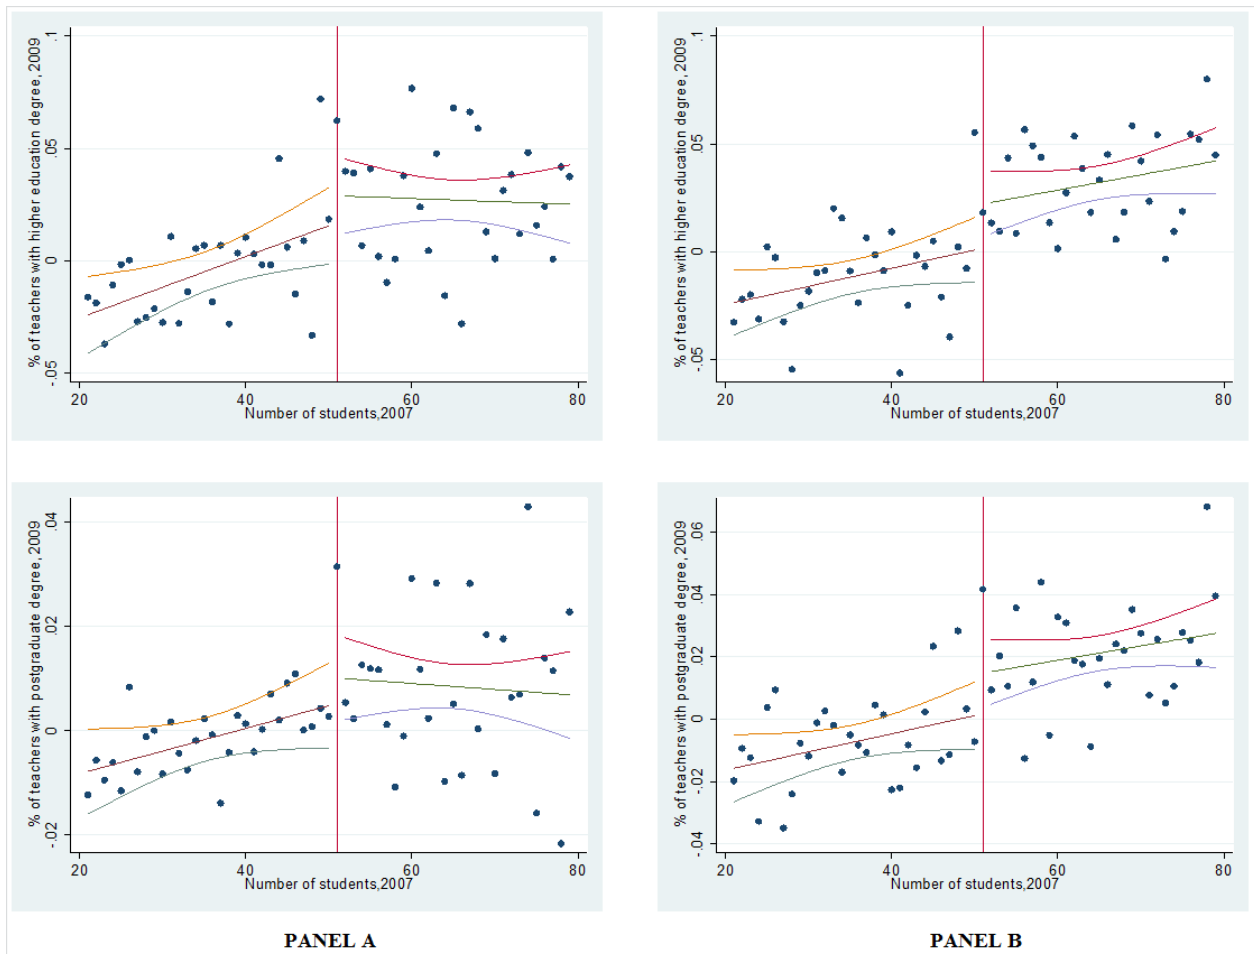 % of teachers with higher education degree, 2009
.1
.05
0
-.05
20 40 60 80
Number of students,2007
% of teachers with higher education degree, 2009
.1
.05
0
-.05
20 40 60 80
Number of students,2007
% of teachers with postgraduate degree, 2009
.04
.02
0
-.02
20 40 60 80
Number of students,2007
% of teachers with postgraduate degree, 2009
.06
.04
.02
0
-.02
-.04
20 40 60 80
Number of students,2007
PANEL A
PANEL B